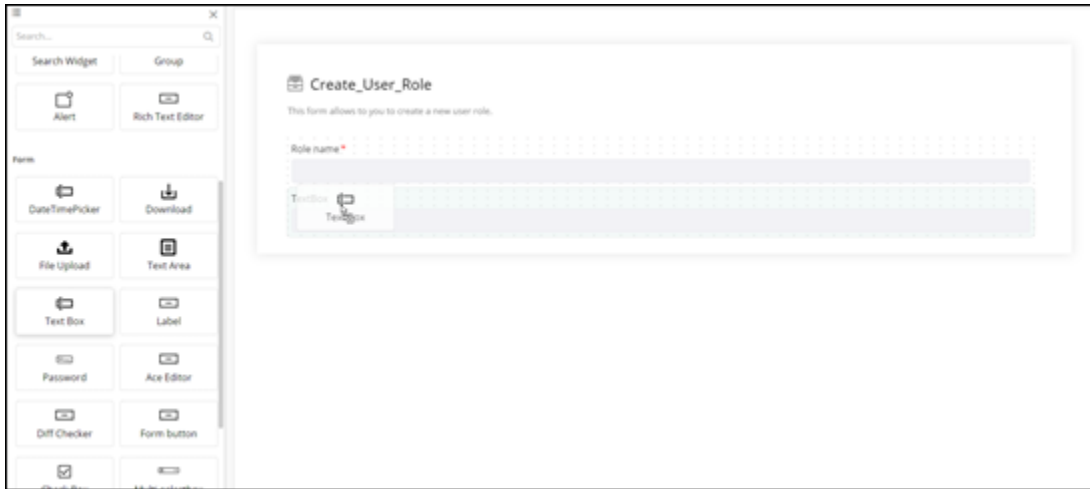 Search...
Search Widget
Group
Alert
Rich Text Editor
Form
DateTimePicker
Download
File Upload
Text Area
Text Box
Label
Password
Ace Editor
Diff Checker
Form button
Create_User_Role
This form allows to you to create a new user role.
Role name*
TextBox
Text Box